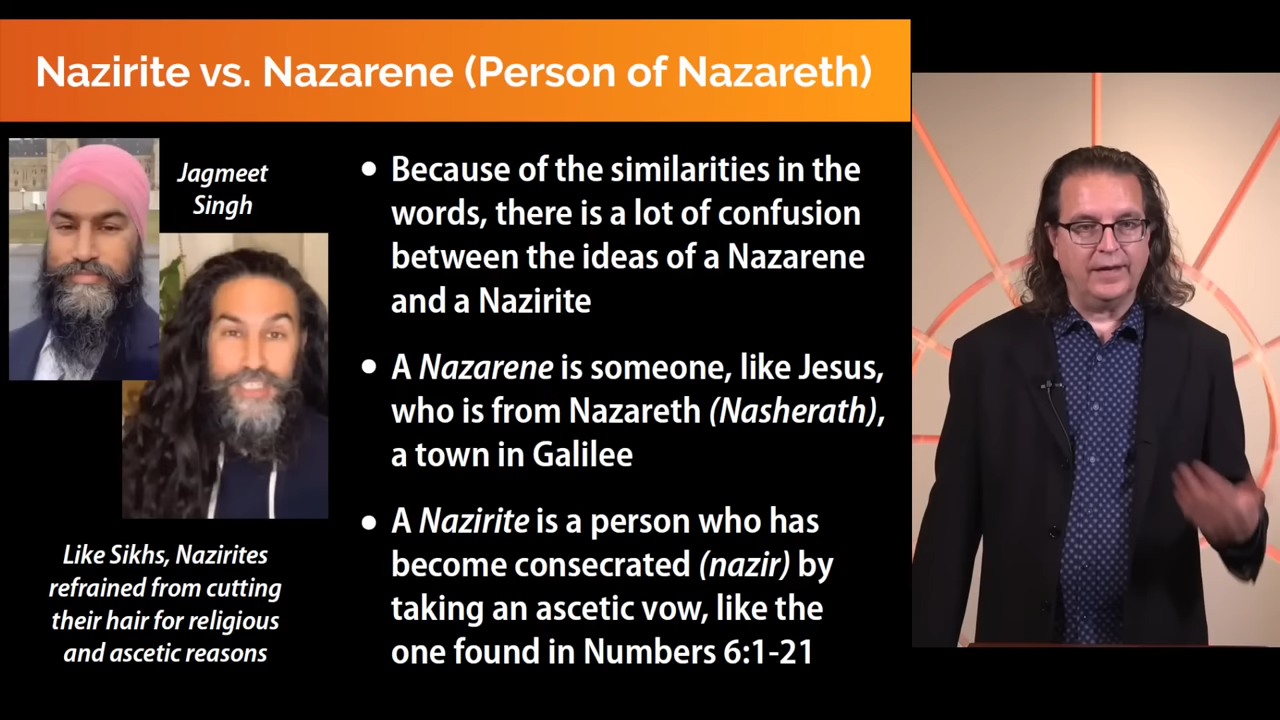 Nazirite vs. Nazarene (Person of Nazareth)
Jagmeet
Singh
Like Sikhs, Nazirites
refrained from cutting
their hair for religious
and ascetic reasons
• Because of the similarities in the
words, there is a lot of confusion
between the ideas of a Nazarene
and a Nazirite
• A Nazarene is someone, like Jesus,
who is from Nazareth (Nasherath),
a town in Galilee
• A Nazirite is a person who has
become consecrated (nazir) by
taking an ascetic vow, like the
one found in Numbers 6:1-21